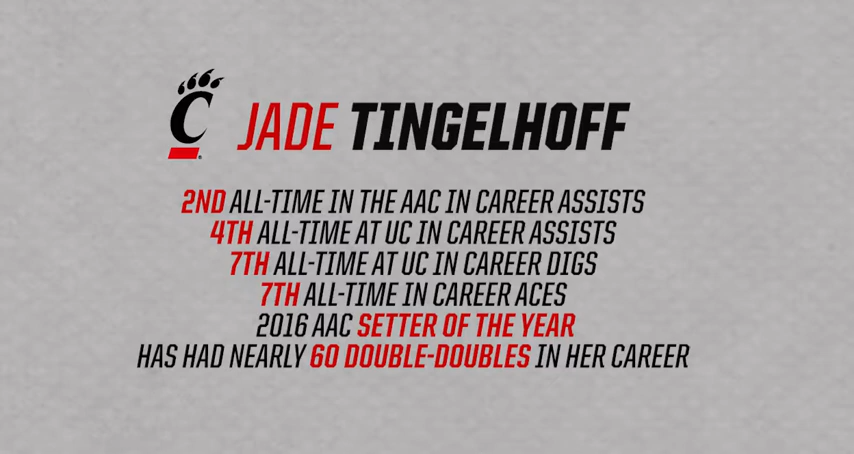 JADE TINGELHOFF
2ND ALL-TIME IN THE AAC IN CAREER ASSISTS
4TH ALL-TIME AT UC IN CAREER ASSISTS
7TH ALL-TIME AT UC IN CAREER DIGS
7TH ALL-TIME IN CAREER ACES
2016 AAC SETTER OF THE YEAR
HAS HAD NEARLY 60 DOUBLE-DOUBLES IN HER CAREER